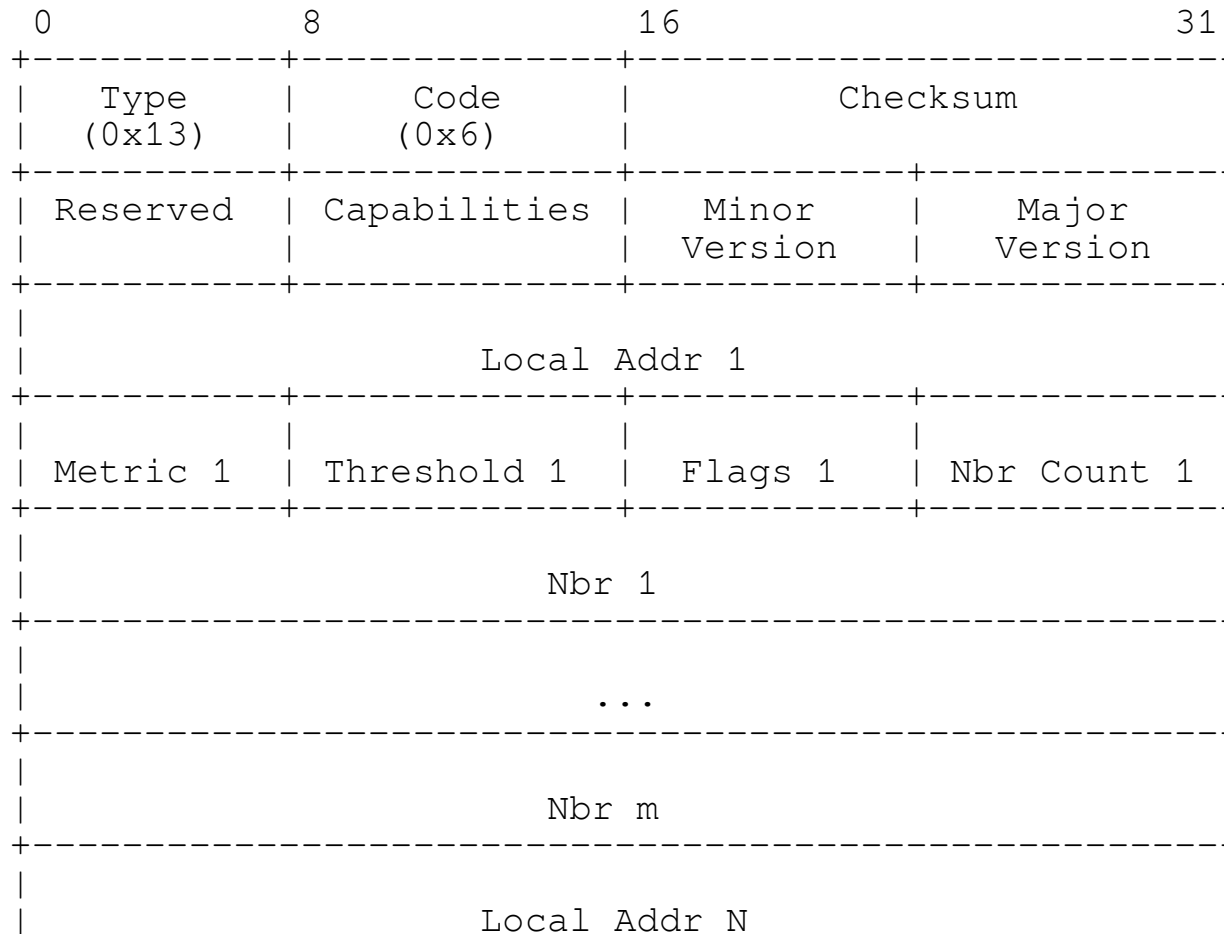 0 8 16 31
+-----------+--------------+--------------------------
| Type | Code | Checksum
| (0x13) | (0x6) |
+-----------+--------------+------------+-------------
| Reserved | Capabilities | Minor | Major
| | | Version | Version
+-----------+--------------+------------+-------------
|
| Local Addr 1
+-----------+--------------+------------+-------------
| | | |
| Metric 1 | Threshold 1 | Flags 1 | Nbr Count 1
+-----------+--------------+------------+-------------
|
| Nbr 1
+-----------------------------------------------------
|
| ...
+-----------------------------------------------------
|
| Nbr m
+-----------------------------------------------------
|
| Local Addr N